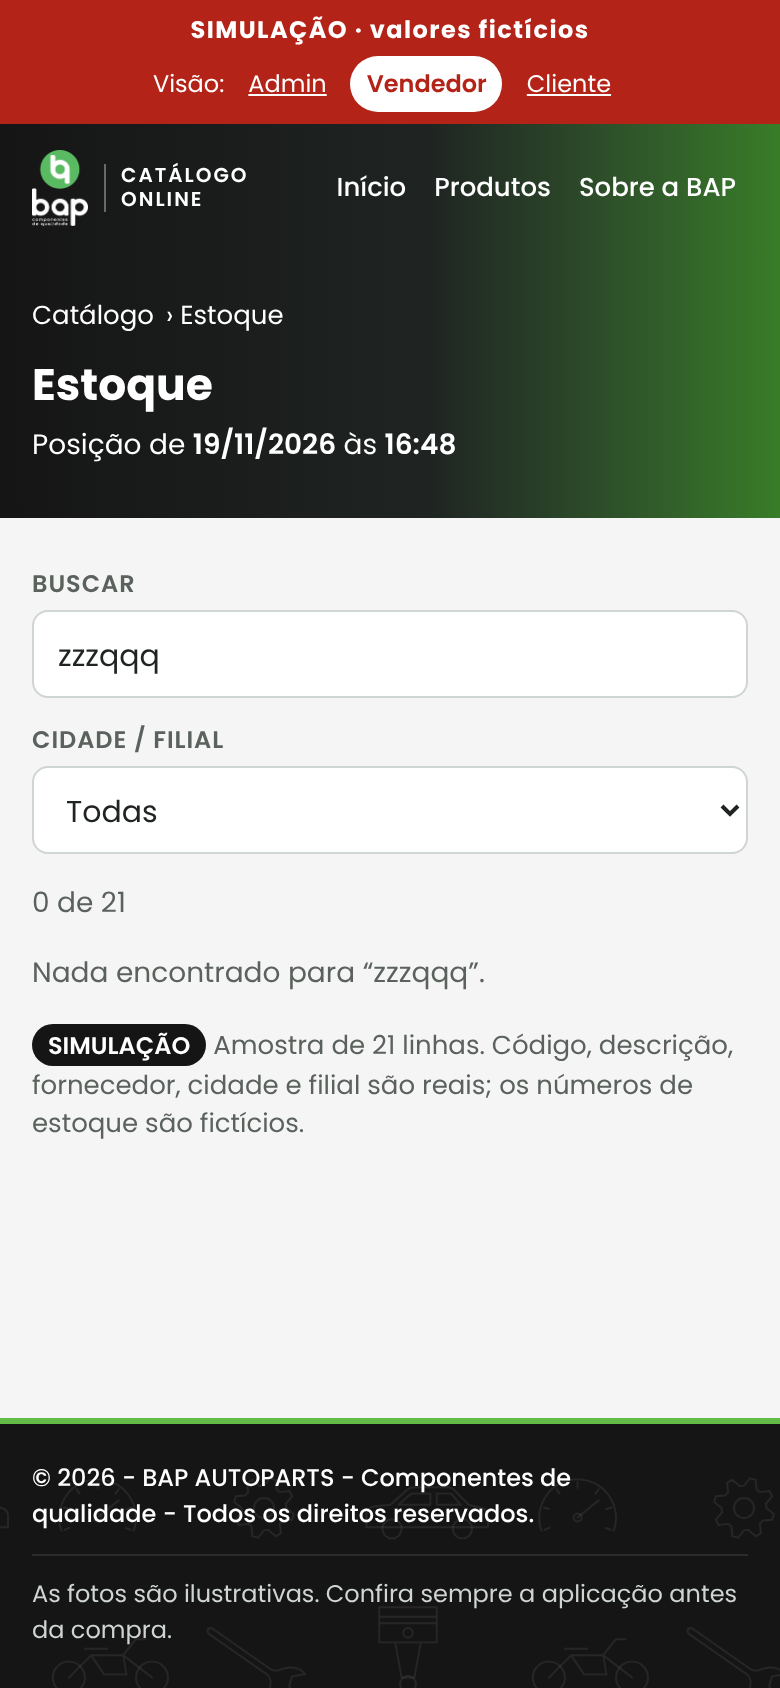 SIMULAÇÃO · valores fictícios
Visão: Admin Vendedor Cliente
bap
componentes
de qualidade
CATÁLOGO
ONLINE
Início Produtos Sobre a BAP
Catálogo › Estoque
Estoque
Posição de 19/11/2026 às 16:48
BUSCAR
zzzqqq
CIDADE / FILIAL
Todas
0 de 21
Nada encontrado para “zzzqqq”.
SIMULAÇÃO Amostra de 21 linhas. Código, descrição,
fornecedor, cidade e filial são reais; os números de
estoque são fictícios.
© 2026 - BAP AUTOPARTS - Componentes de
qualidade - Todos os direitos reservados.
As fotos são ilustrativas. Confira sempre a aplicação antes
da compra.